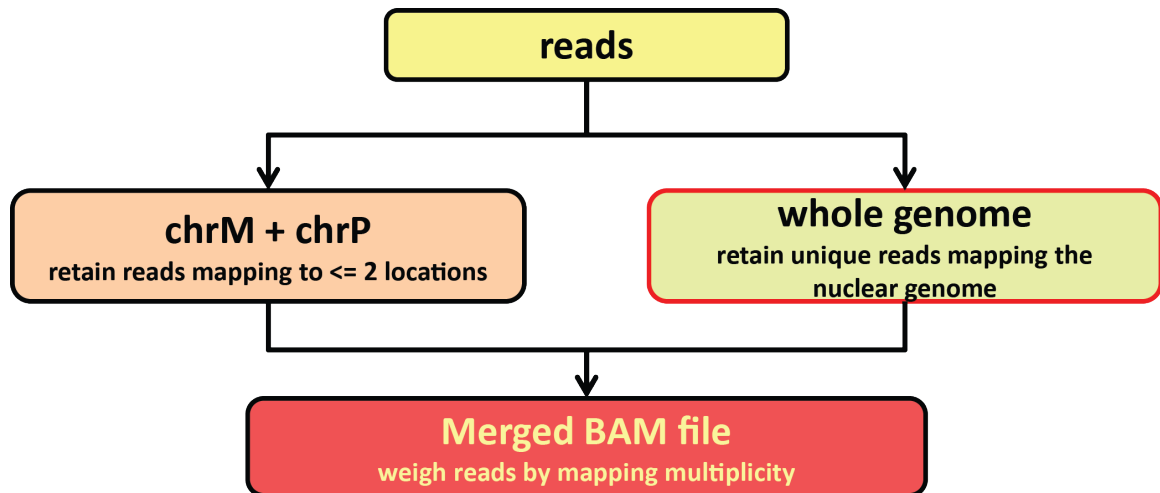 reads
chrM + chrP
retain reads mapping to <= 2 locations
whole genome
retain unique reads mapping the
nuclear genome
Merged BAM file
weigh reads by mapping multiplicity